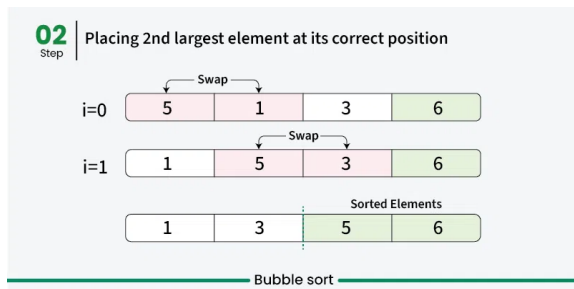 02
Step
Placing 2nd largest element at its correct position
Swap
i=0 5 1 3 6
Swap
i=1 1 5 3 6
Sorted Elements
1 3 5 6
Bubble sort